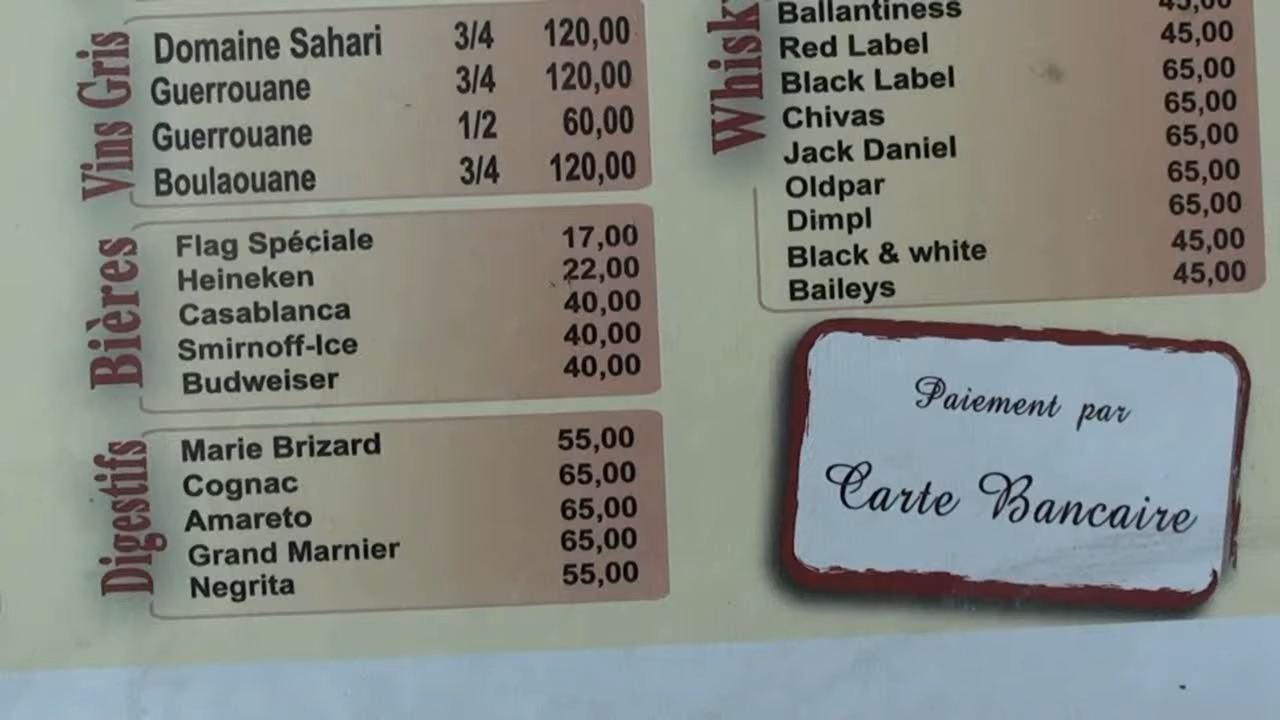 Vins Gris
Domaine Sahari 3/4 120,00
Guerrouane 3/4 120,00
Guerrouane 1/2 60,00
Boulaouane 3/4 120,00
Bières
Flag Spéciale 17,00
Heineken 22,00
Casablanca 40,00
Smirnoff-Ice 40,00
Budweiser 40,00
Digestifs
Marie Brizard 55,00
Cognac 65,00
Amareto 65,00
Grand Marnier 65,00
Negrita 55,00
Whisky
Ballantiness 45,00
Red Label 45,00
Black Label 65,00
Chivas 65,00
Jack Daniel 65,00
Oldpar 65,00
Dimpl 65,00
Black & white 45,00
Baileys 45,00
Paiement par
Carte Bancaire